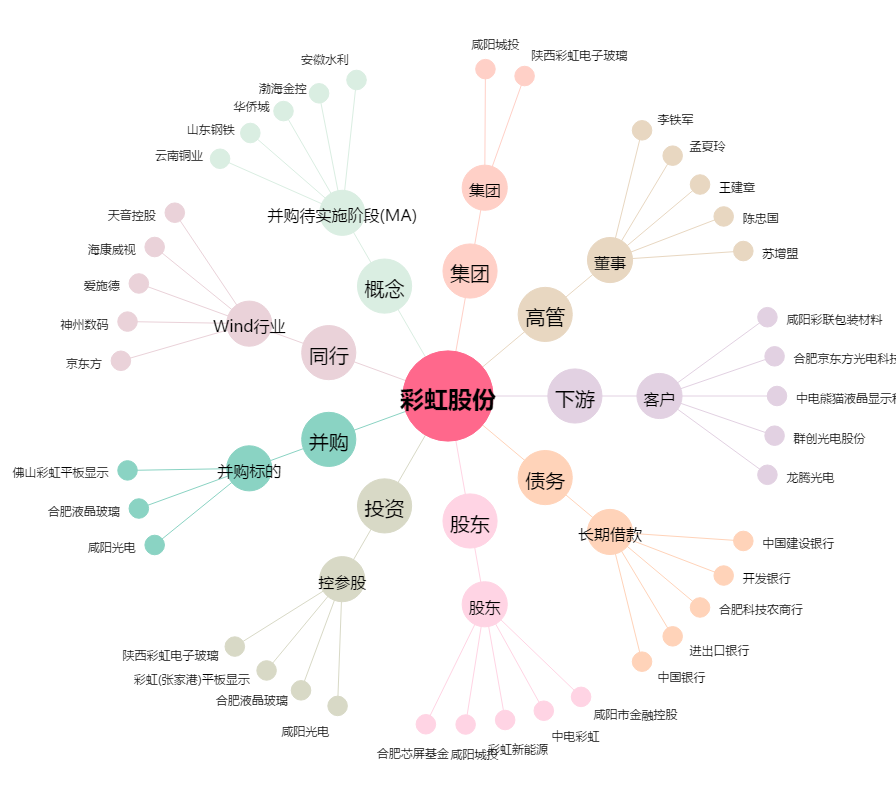 咸阳城投
陕西彩虹电子玻璃
集团
集团
李铁军
孟夏玲
王建章
陈忠国
苏增盟
董事
高管
咸阳彩联包装材料
合肥京东方光电科技
中电熊猫液晶显示科
群创光电股份
龙腾光电
客户
下游
债务
长期借款
中国建设银行
开发银行
合肥科技农商行
进出口银行
中国银行
股东
股东
咸阳市金融控股
中电彩虹
彩虹新能源
咸阳城投
合肥芯屏基金
投资
控参股
陕西彩虹电子玻璃
彩虹(张家港)平板显示
合肥液晶玻璃
咸阳光电
并购
并购标的
佛山彩虹平板显示
合肥液晶玻璃
咸阳光电
同行
Wind行业
天音控股
海康威视
爱施德
神州数码
京东方
概念
并购待实施阶段(MA)
安徽水利
渤海金控
华侨城
山东钢铁
云南铜业
彩虹股份